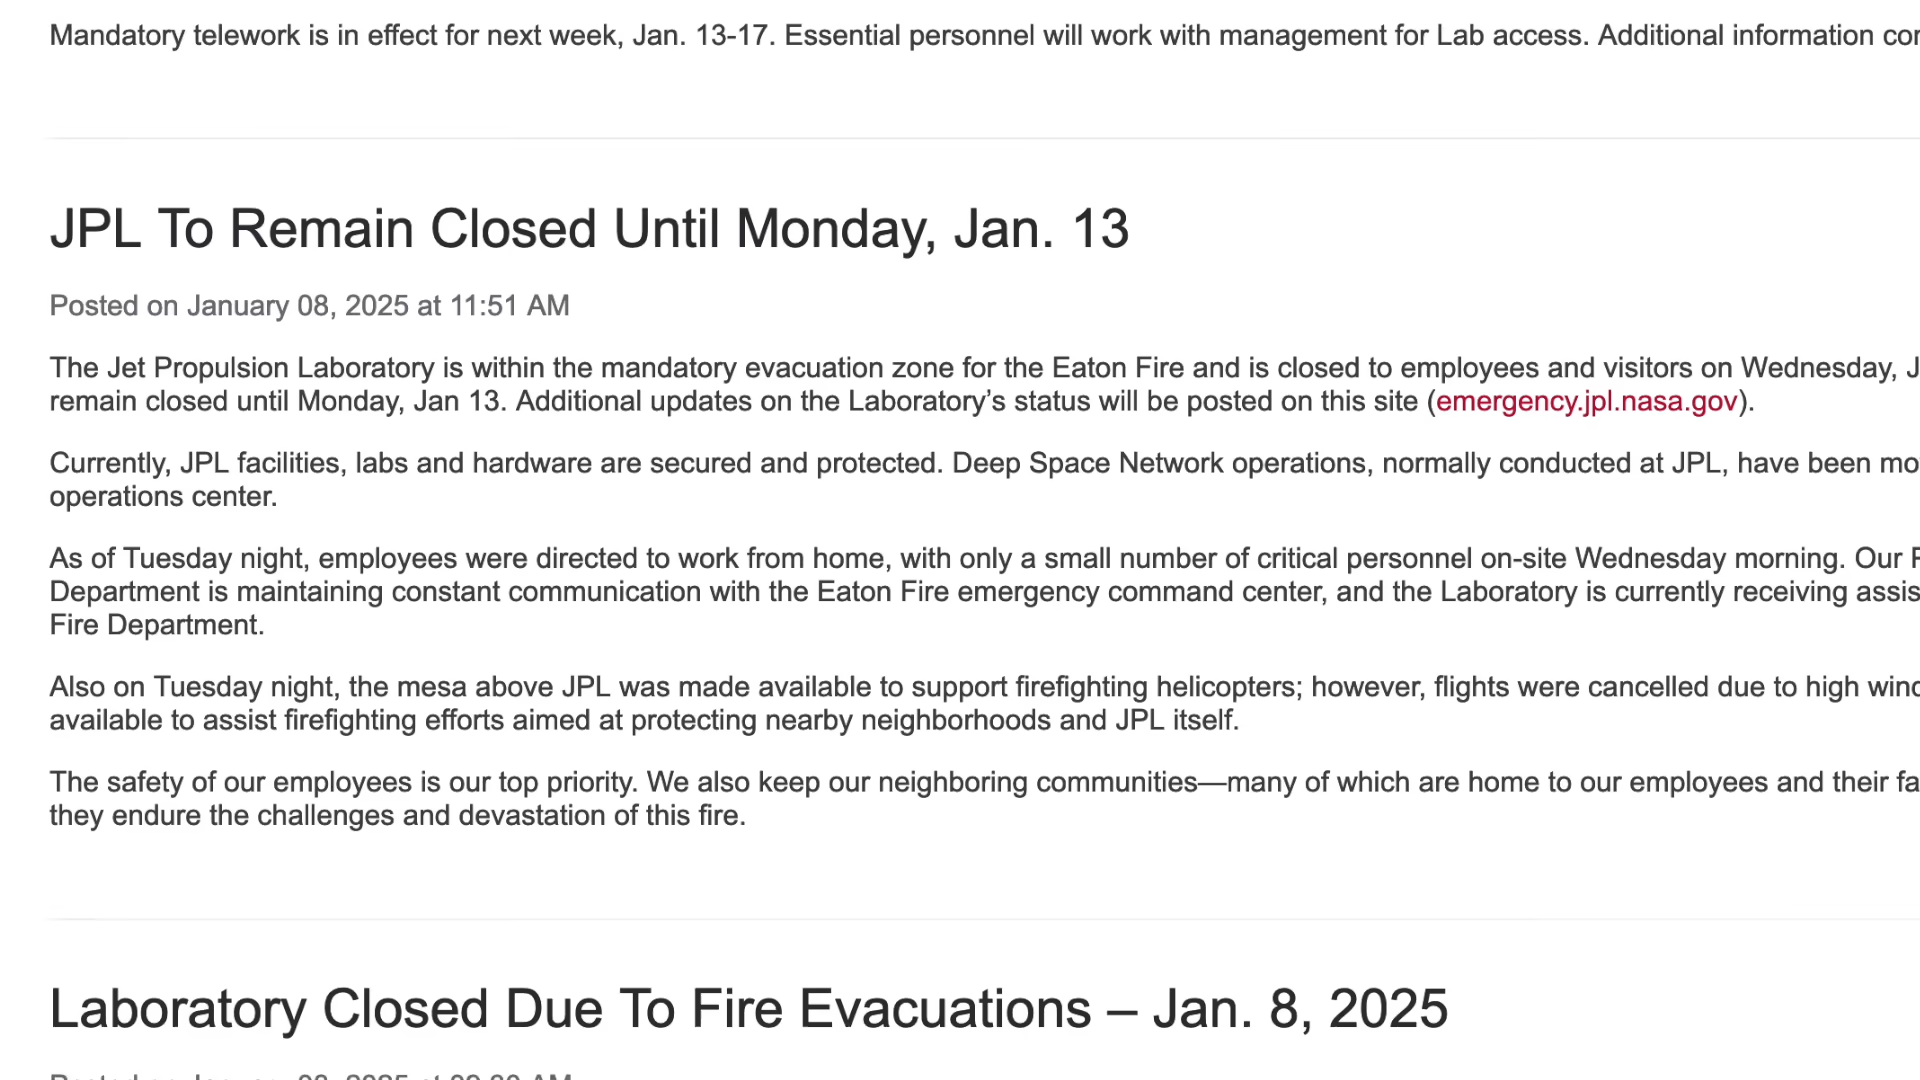 Mandatory telework is in effect for next week, Jan. 13-17. Essential personnel will work with management for Lab access. Additional information
JPL To Remain Closed Until Monday, Jan. 13
Posted on January 08, 2025 at 11:51 AM
The Jet Propulsion Laboratory is within the mandatory evacuation zone for the Eaton Fire and is closed to employees and visitors on Wednesday,
remain closed until Monday, Jan 13. Additional updates on the Laboratory’s status will be posted on this site (emergency.jpl.nasa.gov).
Currently, JPL facilities, labs and hardware are secured and protected. Deep Space Network operations, normally conducted at JPL, have been
operations center.
As of Tuesday night, employees were directed to work from home, with only a small number of critical personnel on-site Wednesday morning. Our
Department is maintaining constant communication with the Eaton Fire emergency command center, and the Laboratory is currently receiving
Fire Department.
Also on Tuesday night, the mesa above JPL was made available to support firefighting helicopters; however, flights were cancelled due to high
available to assist firefighting efforts aimed at protecting nearby neighborhoods and JPL itself.
The safety of our employees is our top priority. We also keep our neighboring communities—many of which are home to our employees and their
they endure the challenges and devastation of this fire.
Laboratory Closed Due To Fire Evacuations – Jan. 8, 2025